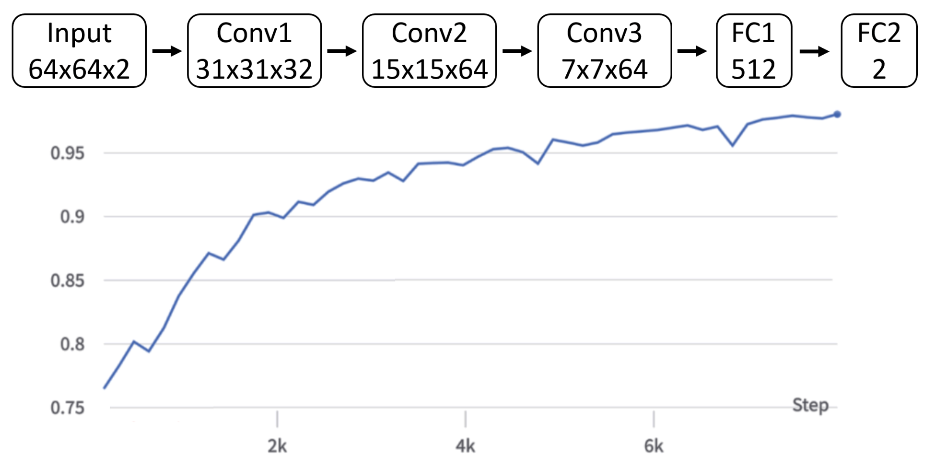 Input
64x64x2
Conv1
31x31x32
Conv2
15x15x64
Conv3
7x7x64
FC1
512
FC2
2
0.95
0.9
0.85
0.8
0.75
Step
2k
4k
6k